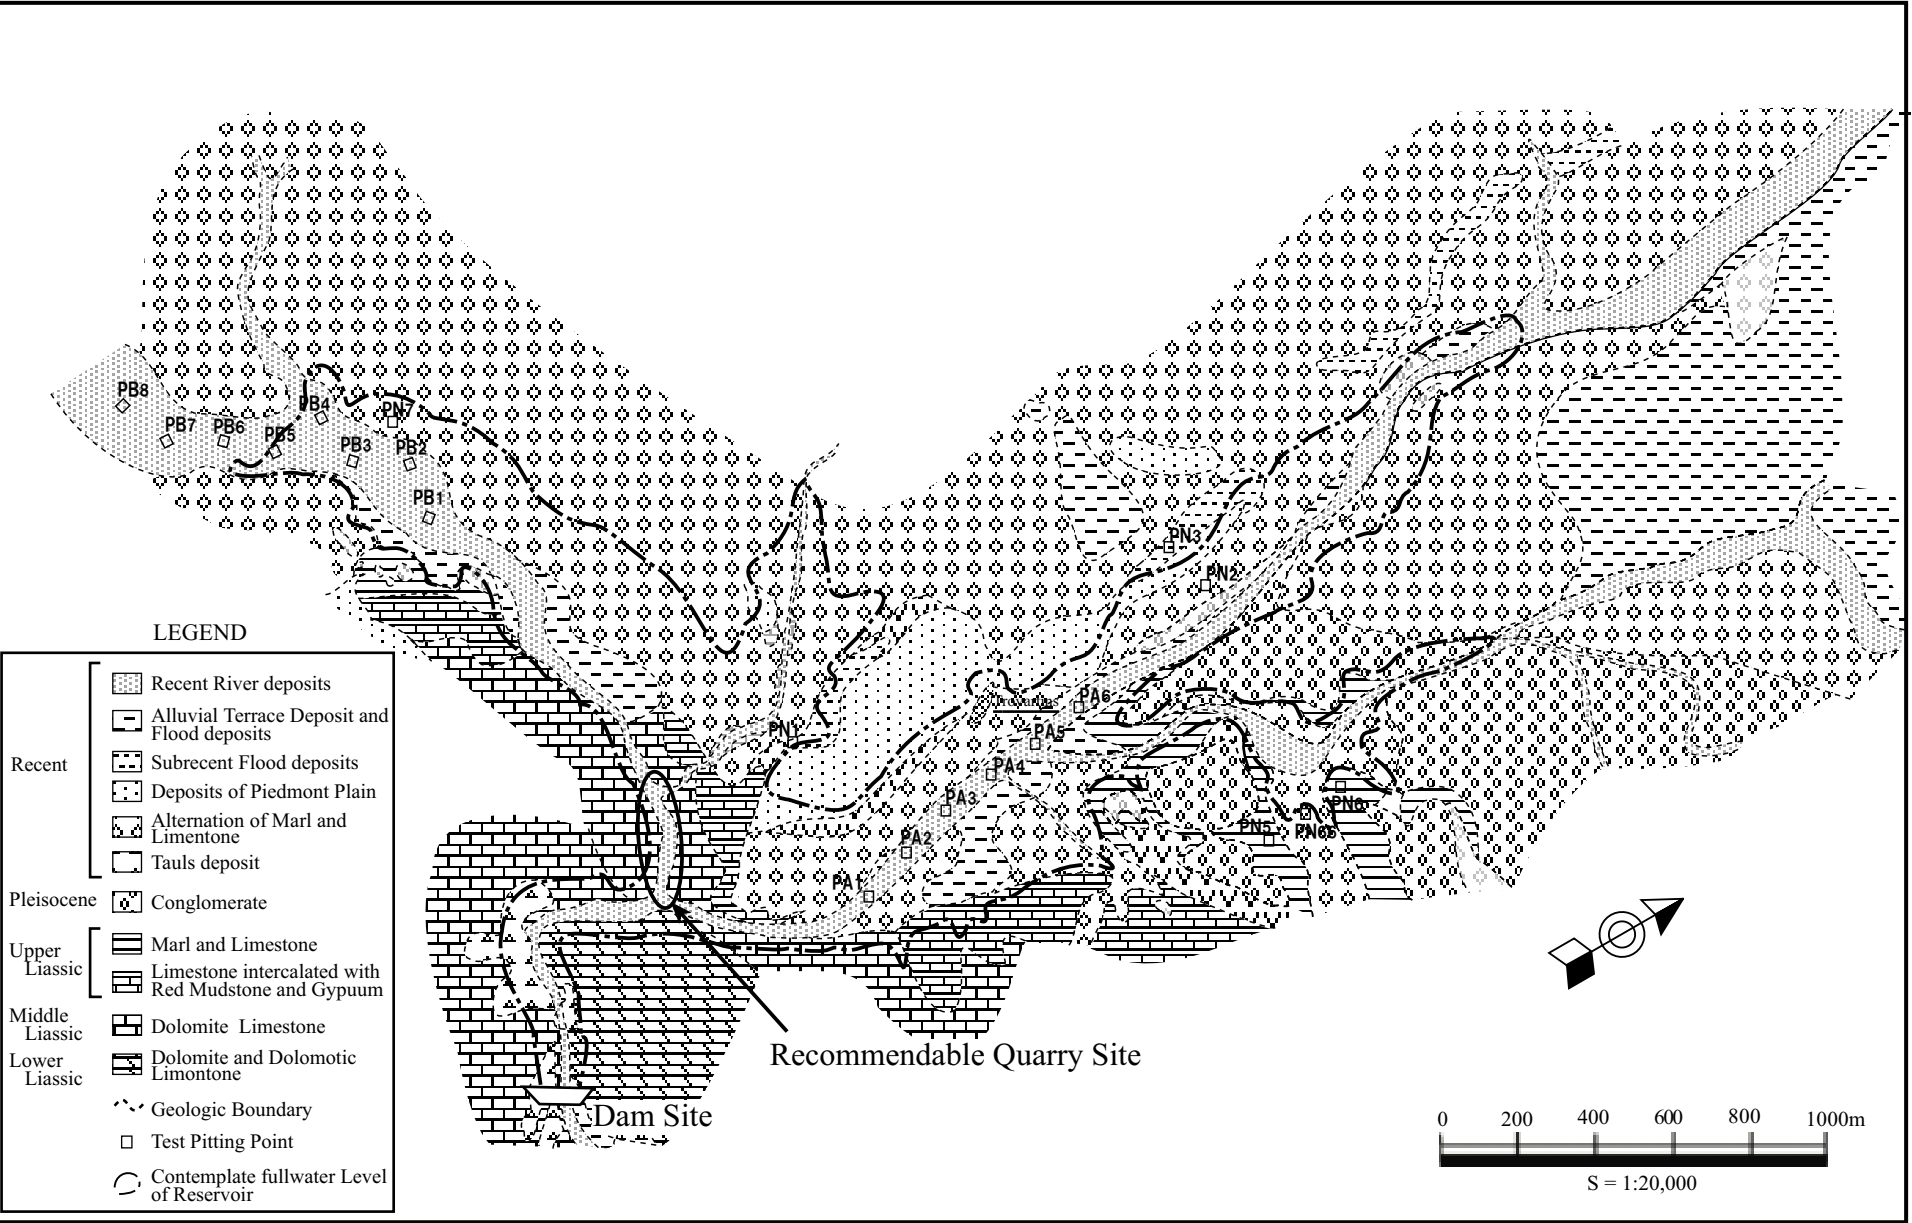 PB8
PB7
PB6
PB5
PB4
PN7
PB3
PB2
PB1
PN3
PN2
PN1
PA6
PA5
PA4
PA3
PA2
PA1
PN5
PN6
LEGEND
Recent
Recent River deposits
Alluvial Terrace Deposit and
Flood deposits
Subrecent Flood deposits
Deposits of Piedmont Plain
Alternation of Marl and
Limentone
Tauls deposit
Pleisocene
Conglomerate
Upper
Liassic
Marl and Limestone
Limestone intercalated with
Red Mudstone and Gypuum
Middle
Liassic
Dolomite Limestone
Lower
Liassic
Dolomite and Dolomotic
Limontone
Geologic Boundary
Test Pitting Point
Contemplate fullwater Level
of Reservoir
Recommendable Quarry Site
Dam Site
0 200 400 600 800 1000m
S = 1:20,000